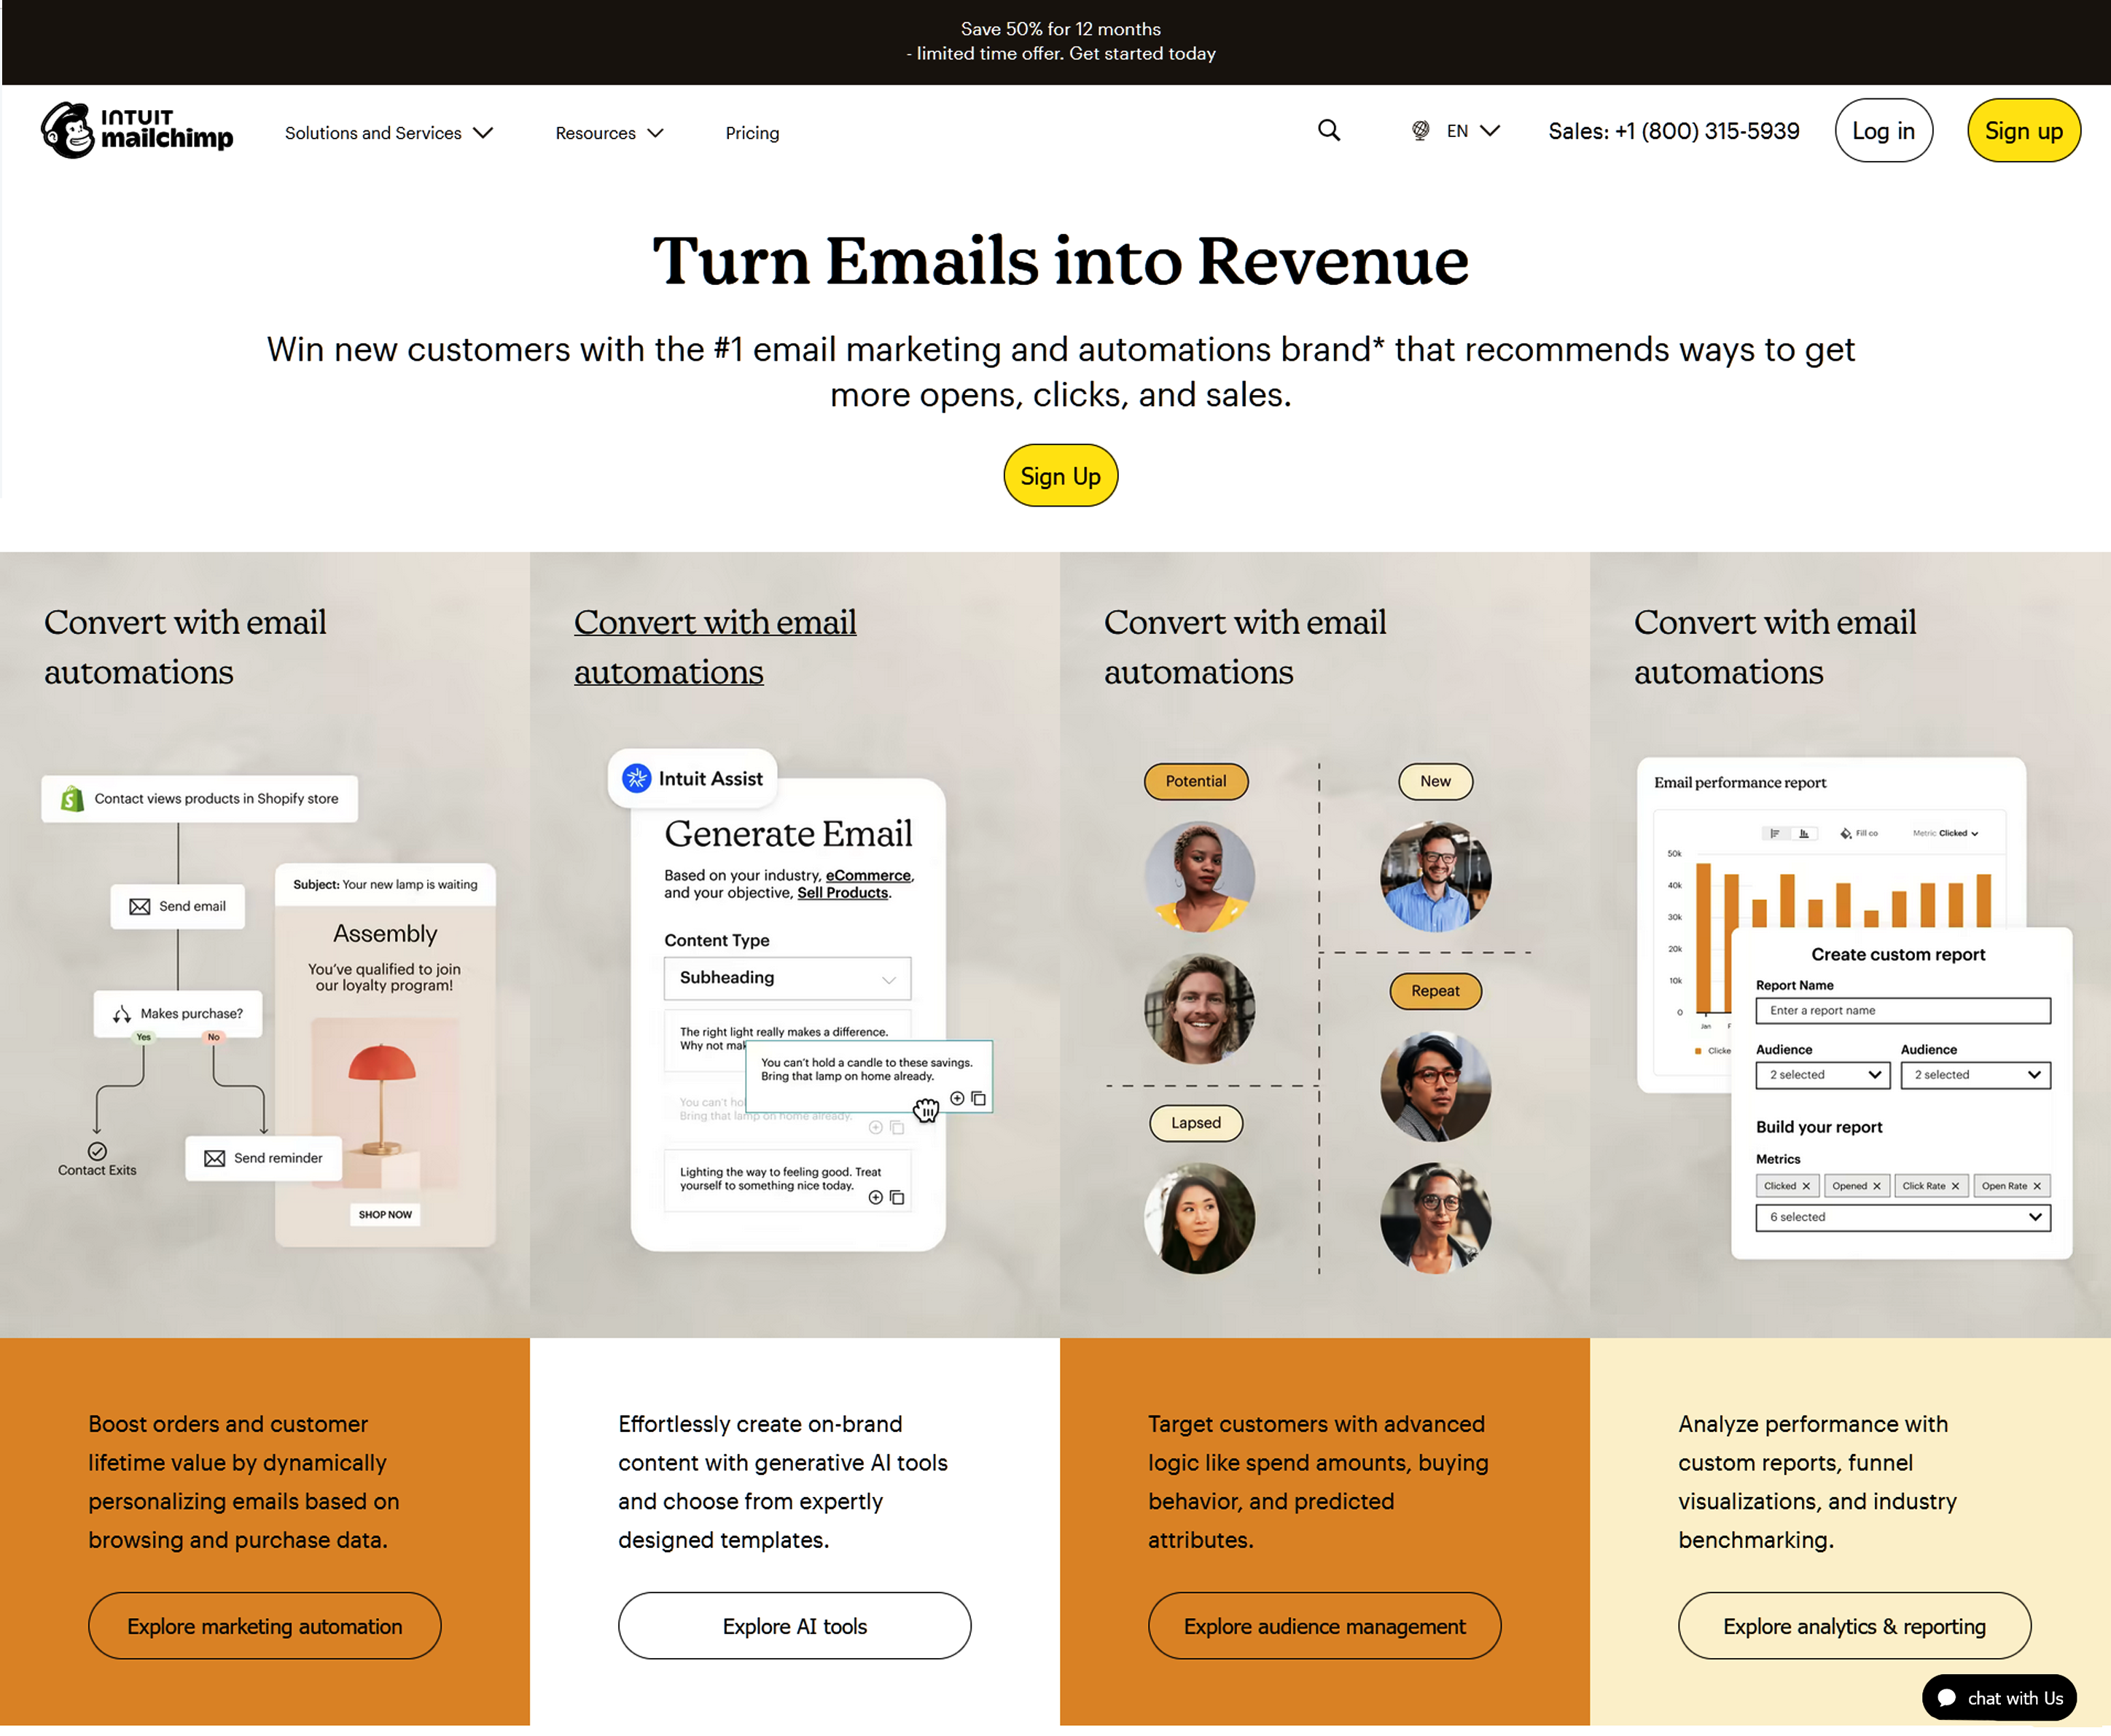 Save 50% for 12 months
- limited time offer. Get started today
INTUIT
mailchimp
Solutions and Services
Resources
Pricing
EN
Sales: +1 (800) 315-5939
Log in
Sign up
Turn Emails into Revenue
Win new customers with the #1 email marketing and automations brand* that recommends ways to get
more opens, clicks, and sales.
Sign Up
Convert with email
automations
Contact views products in Shopify store
Send email
Makes purchase?
Yes
No
Contact Exits
Send reminder
Subject: Your new lamp is waiting
Assembly
You've qualified to join
our loyalty program!
SHOP NOW
Convert with email
automations
Intuit Assist
Generate Email
Based on your industry, eCommerce,
and your objective, Sell Products.
Content Type
Subheading
The right light really makes a difference.
Why not mak
You can't hold a candle to these savings.
Bring that lamp on home already.
You can't ho
Bring that lamp on home already.
Lighting the way to feeling good. Treat
yourself to something nice today.
Convert with email
automations
Potential
New
Repeat
Lapsed
Convert with email
automations
Email performance report
Fill co
Metric Clicked
50k
40k
30k
20k
10k
0
Jan
F
Clicke
Create custom report
Report Name
Enter a report name
Audience
Audience
2 selected
2 selected
Build your report
Metrics
Clicked ×
Opened ×
Click Rate ×
Open Rate ×
6 selected
Boost orders and customer
lifetime value by dynamically
personalizing emails based on
browsing and purchase data.
Explore marketing automation
Effortlessly create on-brand
content with generative AI tools
and choose from expertly
designed templates.
Explore AI tools
Target customers with advanced
logic like spend amounts, buying
behavior, and predicted
attributes.
Explore audience management
Analyze performance with
custom reports, funnel
visualizations, and industry
benchmarking.
Explore analytics & reporting
chat with Us